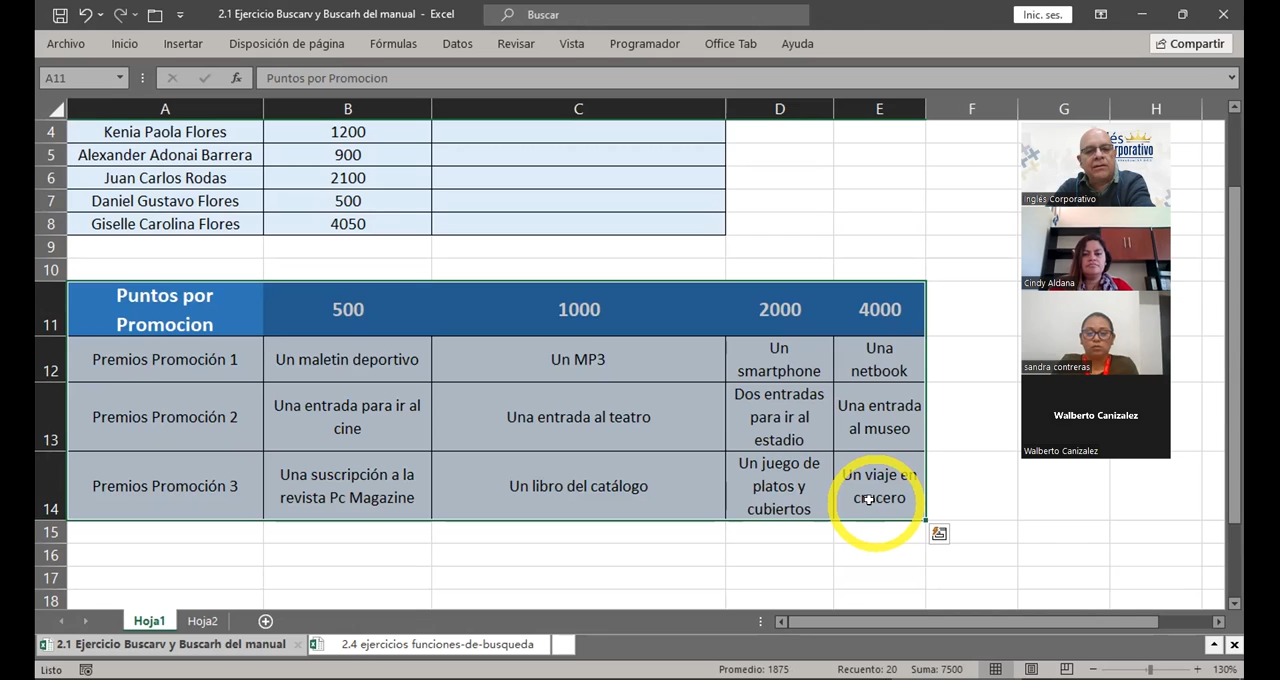 2.1 Ejercicio Buscarv y Buscarh del manual - Excel
Buscar
Inic. ses.
Archivo Inicio Insertar Disposición de página Fórmulas Datos Revisar Vista Programador Office Tab Ayuda
Compartir
A11 fx Puntos por Promocion
A B C D E F G H
4 Kenia Paola Flores 1200
5 Alexander Adonai Barrera 900
6 Juan Carlos Rodas 2100
7 Daniel Gustavo Flores 500
8 Giselle Carolina Flores 4050
9
10
11 Puntos por Promocion 500 1000 2000 4000
12 Premios Promoción 1 Un maletin deportivo Un MP3 Un smartphone Una netbook
13 Premios Promoción 2 Una entrada para ir al cine Una entrada al teatro Dos entradas para ir al estadio Una entrada al museo
14 Premios Promoción 3 Una suscripción a la revista Pc Magazine Un libro del catálogo Un juego de platos y cubiertos Un viaje en crucero
15
16
17
18
és
orporativo
Inglés Corporativo
Cindy Aldana
sandra contreras
Walberto Canizalez
Walberto Canizalez
Hoja1 Hoja2
2.1 Ejercicio Buscarv y Buscarh del manual 2.4 ejercicios funciones-de-busqueda
Listo Promedio: 1875 Recuento: 20 Suma: 7500 130%